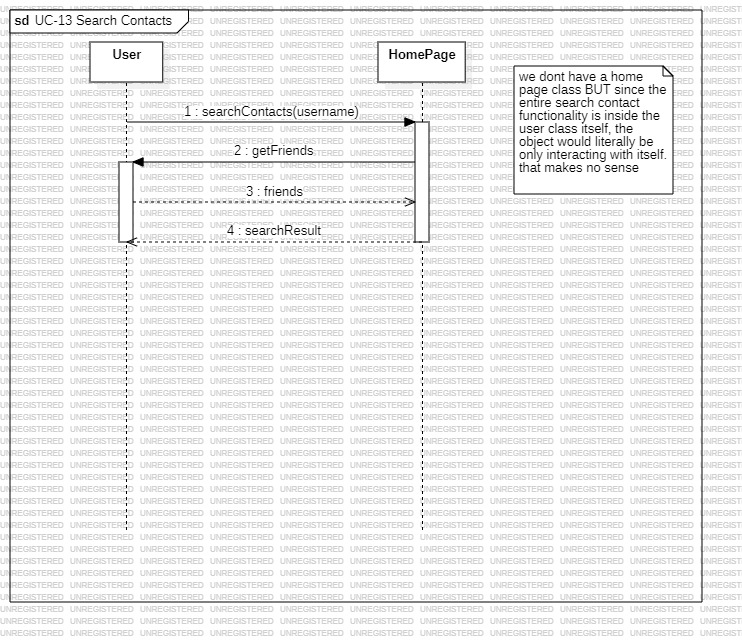 sd UC-13 Search Contacts
User
HomePage
we dont have a home
page class BUT since the
entire search contact
functionality is inside the
user class itself, the
object would literally be
only interacting with itself.
that makes no sense
1 : searchContacts(username)
2 : getFriends
3 : friends
4 : searchResult
UNREGISTERED